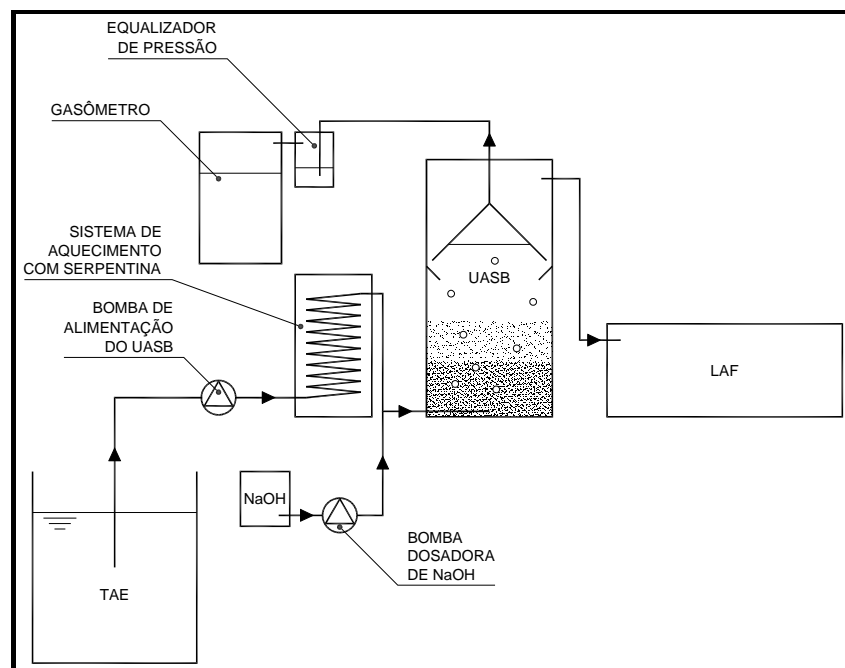 EQUALIZADOR
DE PRESSÃO
GASÔMETRO
SISTEMA DE
AQUECIMENTO
COM SERPENTINA
UASB
BOMBA DE
ALIMENTAÇÃO
DO UASB
LAF
NaOH
BOMBA
DOSADORA
DE NaOH
TAE